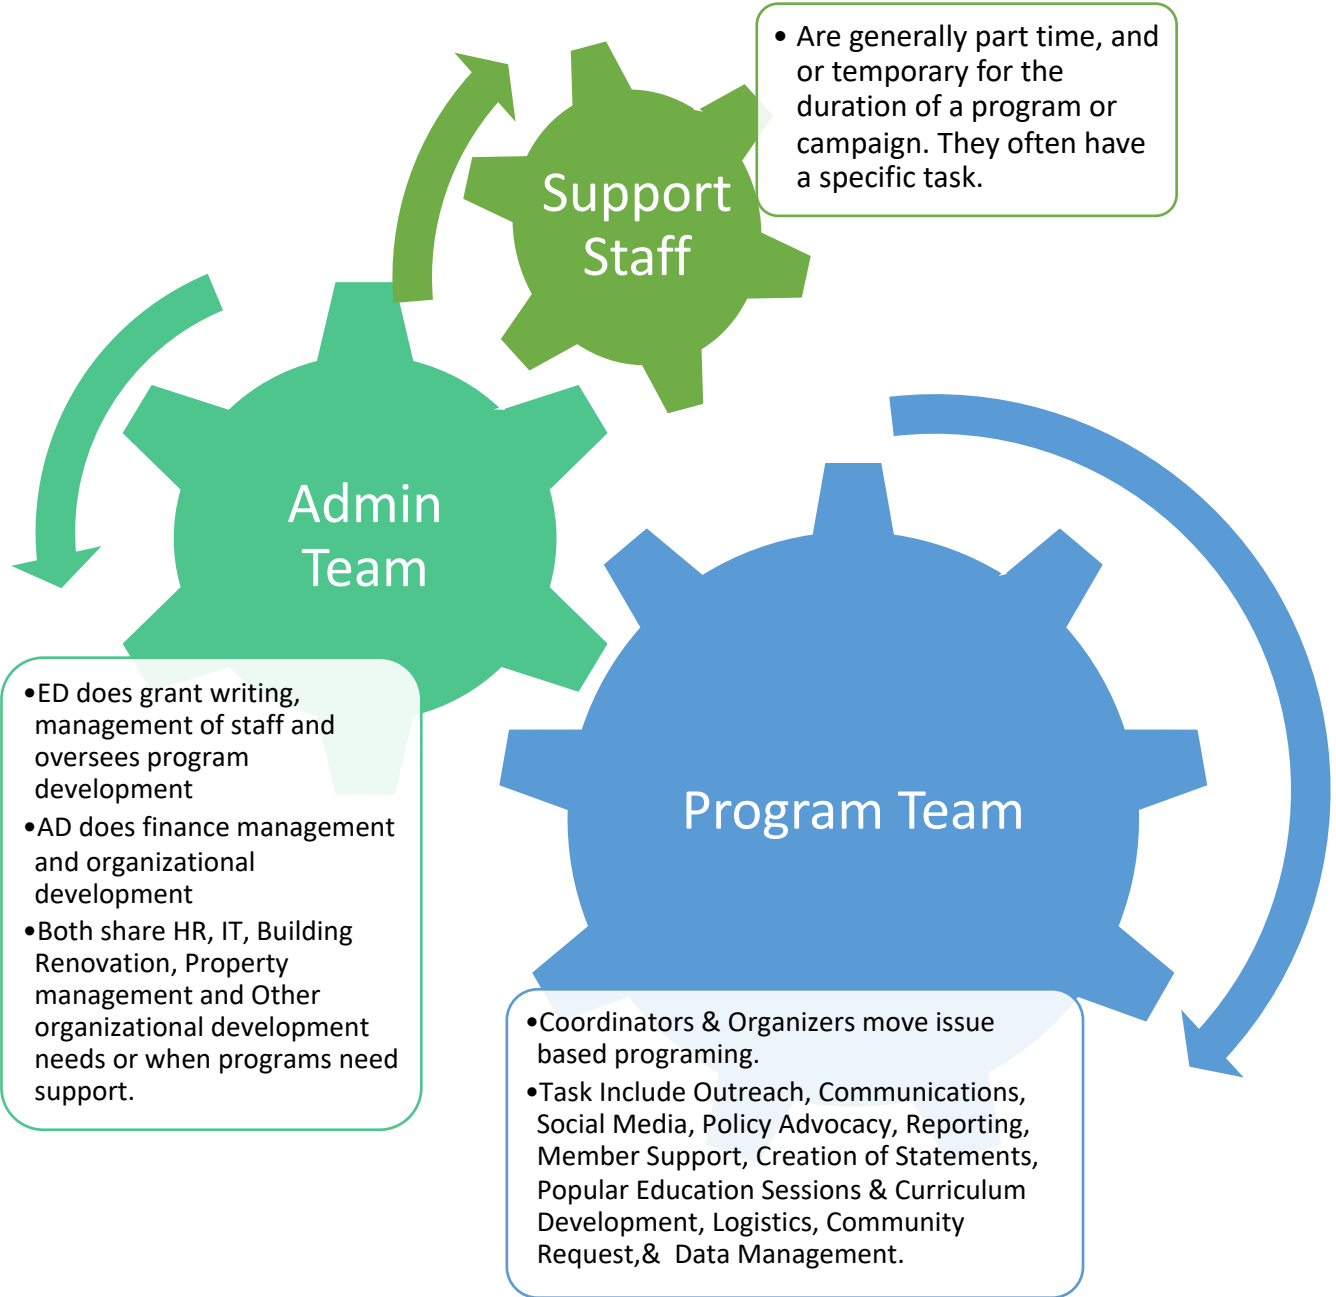 • Are generally part time, and
or temporary for the
duration of a program or
campaign. They often have
a specific task.
Support
Staff
Admin
Team
•ED does grant writing,
management of staff and
oversees program
development
•AD does finance management
and organizational
development
•Both share HR, IT, Building
Renovation, Property
management and Other
organizational development
needs or when programs need
support.
Program Team
•Coordinators & Organizers move issue
based programing.
•Task Include Outreach, Communications,
Social Media, Policy Advocacy, Reporting,
Member Support, Creation of Statements,
Popular Education Sessions & Curriculum
Development, Logistics, Community
Request,&  Data Management.